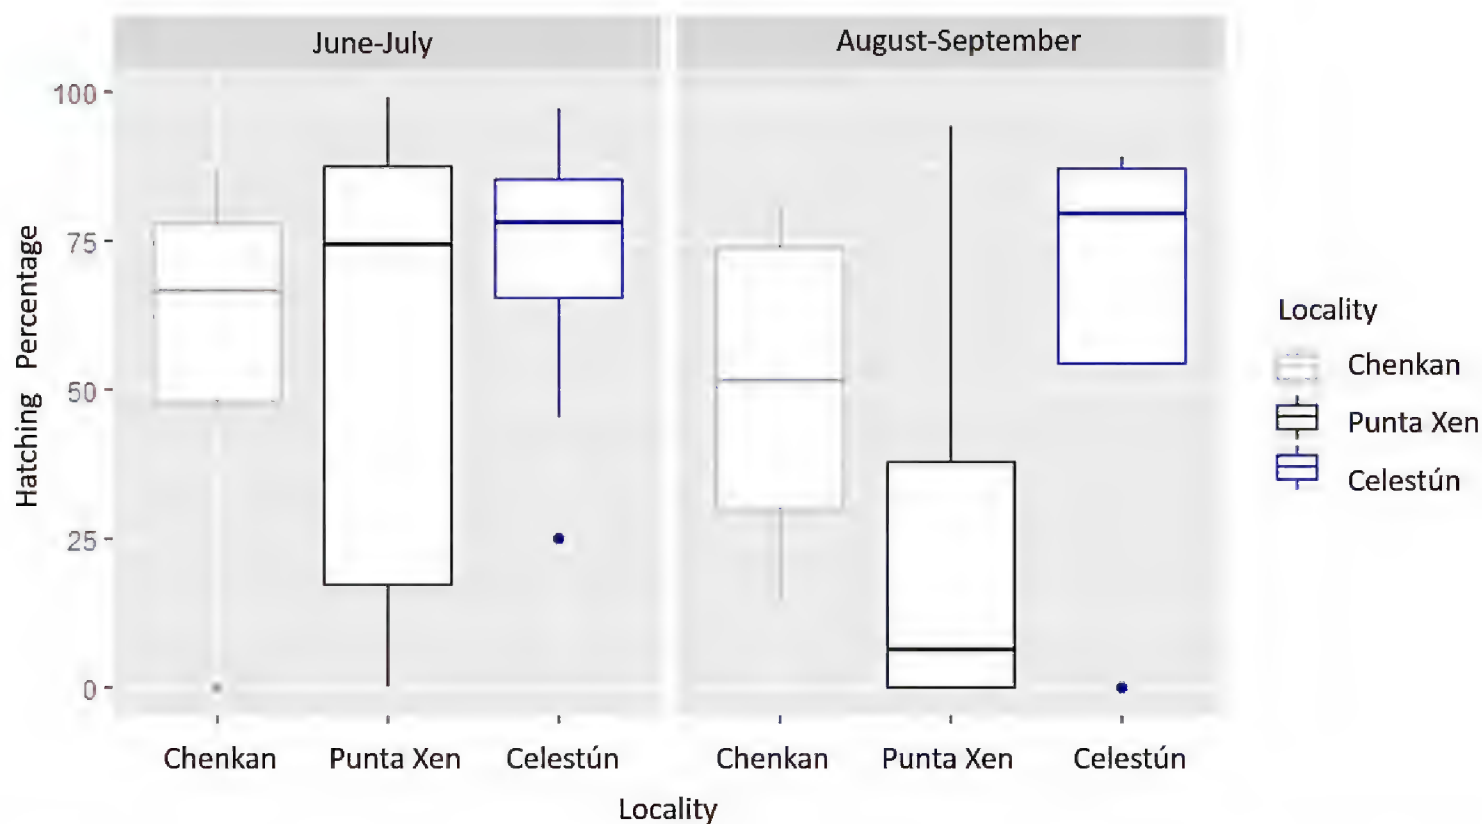 June-July
August-September
100
75
50
25
0
Hatching Percentage
Chenkan
Punta Xen
Celestún
Chenkan
Punta Xen
Celestún
Locality
Locality
Chenkan
Punta Xen
Celestún